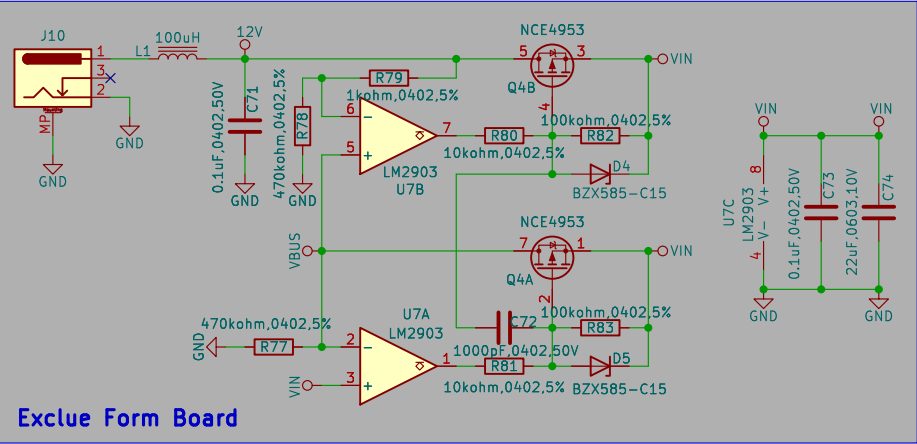 J10
1
3
2
MP
GND
GND
L1
100uH
12V
C71
0.1uF,0402,50V
GND
R78
470kohm,0402,5%
GND
R79
1kohm,0402,5%
6
5
7
LM2903
U7B
R80
10kohm,0402,5%
NCE4953
5
3
Q4B
4
VIN
100kohm,0402,5%
R82
D4
BZX585-C15
VBUS
NCE4953
7
1
Q4A
2
VIN
100kohm,0402,5%
R83
C72
1000pF,0402,50V
D5
BZX585-C15
470kohm,0402,5%
GND
R77
VIN
U7A
LM2903
2
3
1
R81
10kohm,0402,5%
VIN
VIN
8
V+
V-
4
U7C
LM2903
C73
0.1uF,0402,50V
C74
22uF,0603,10V
GND
GND
Exclue Form Board